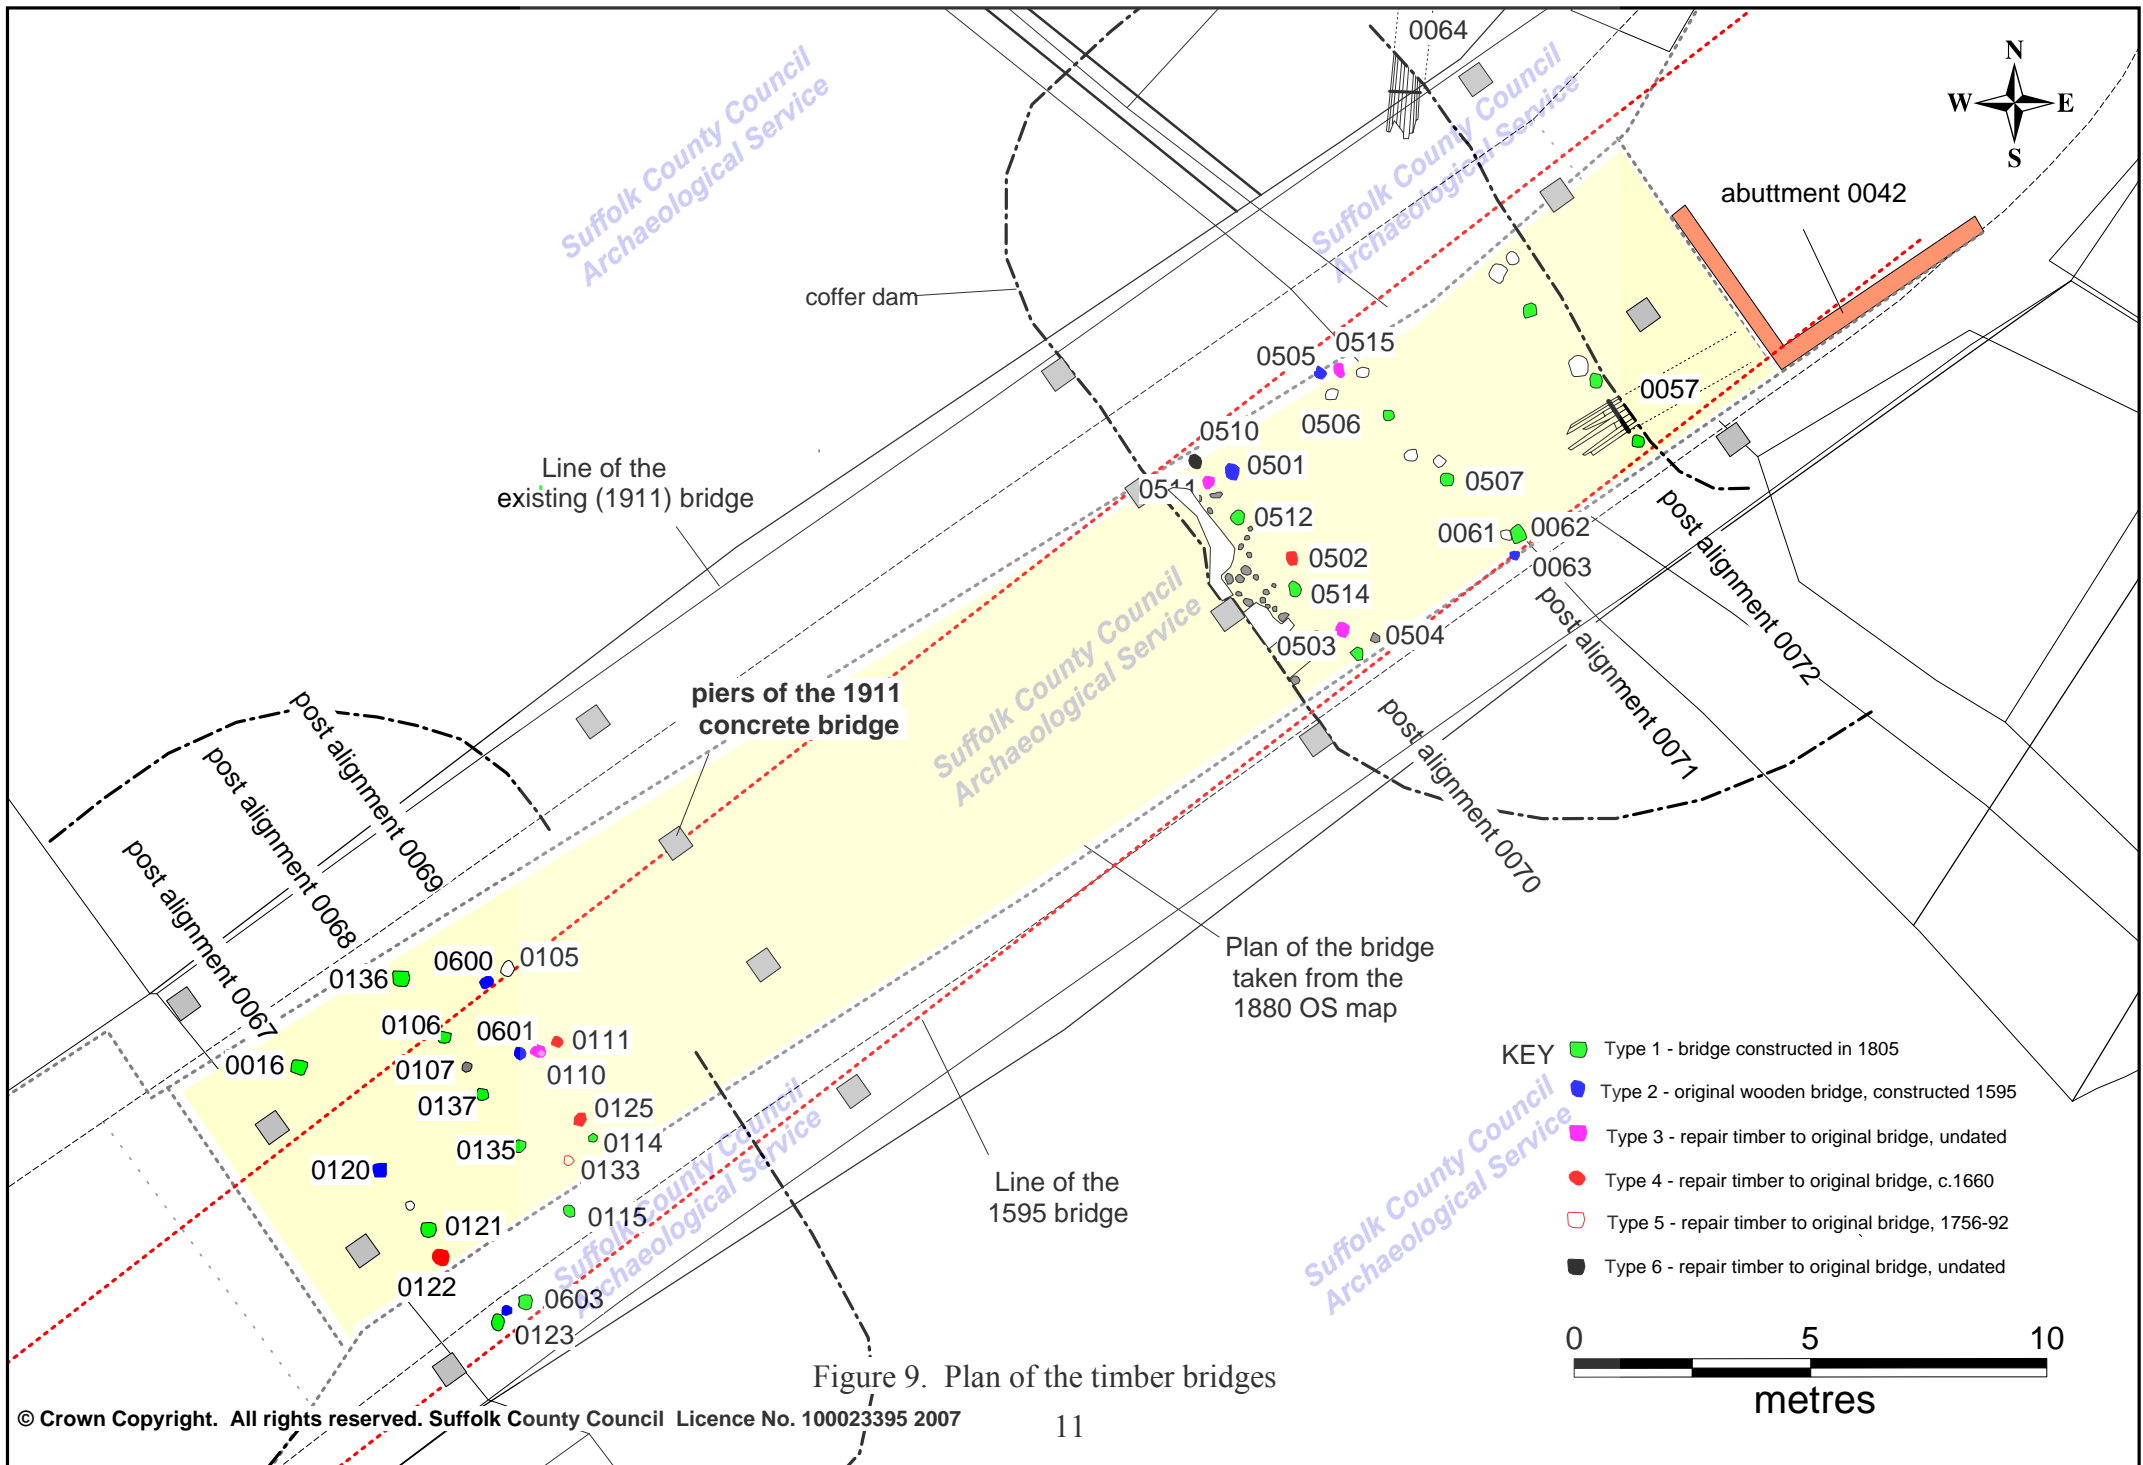 0064
N
W E
S
Suffolk County Council
Archaeological Service
Suffolk County Council
Archaeological Service
abuttment 0042
coffer dam
0505
0515
0506
0057
0510
0501
0511
0507
Line of the
existing (1911) bridge
0512
0061
0062
0063
0502
0514
0503
0504
post alignment 0072
post alignment 0071
post alignment 0070
Suffolk County Council
Archaeological Service
piers of the 1911
concrete bridge
post alignment 0069
post alignment 0068
post alignment 0067
0136
0600
0105
0106
0601
0111
0016
0107
0110
0137
0125
0114
0135
0133
0120
0115
0121
0122
0603
0123
Suffolk County Council
Archaeological Service
Plan of the bridge
taken from the
1880 OS map
Line of the
1595 bridge
Suffolk County Council
Archaeological Service
KEY
Type 1 - bridge constructed in 1805
Type 2 - original wooden bridge, constructed 1595
Type 3 - repair timber to original bridge, undated
Type 4 - repair timber to original bridge, c.1660
Type 5 - repair timber to original bridge, 1756-92
Type 6 - repair timber to original bridge, undated
0 5 10
metres
Figure 9. Plan of the timber bridges
© Crown Copyright. All rights reserved. Suffolk County Council Licence No. 100023395 2007
11